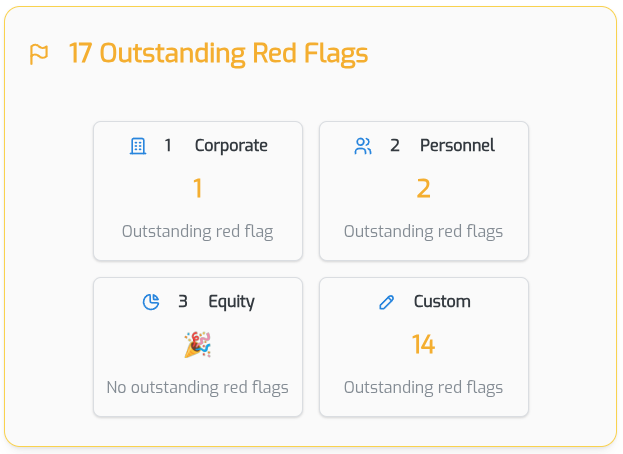 17 Outstanding Red Flags
1 Corporate
1
Outstanding red flag
2 Personnel
2
Outstanding red flags
3 Equity
No outstanding red flags
Custom
14
Outstanding red flags